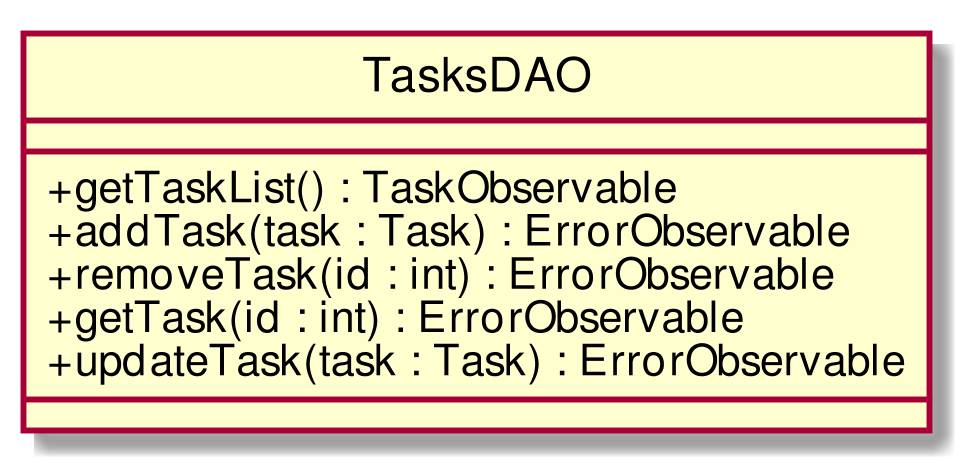 TasksDAO
+getTaskList() : TaskObservable
+addTask(task : Task) : ErrorObservable
+removeTask(id : int) : ErrorObservable
+getTask(id : int) : ErrorObservable
+updateTask(task : Task) : ErrorObservable